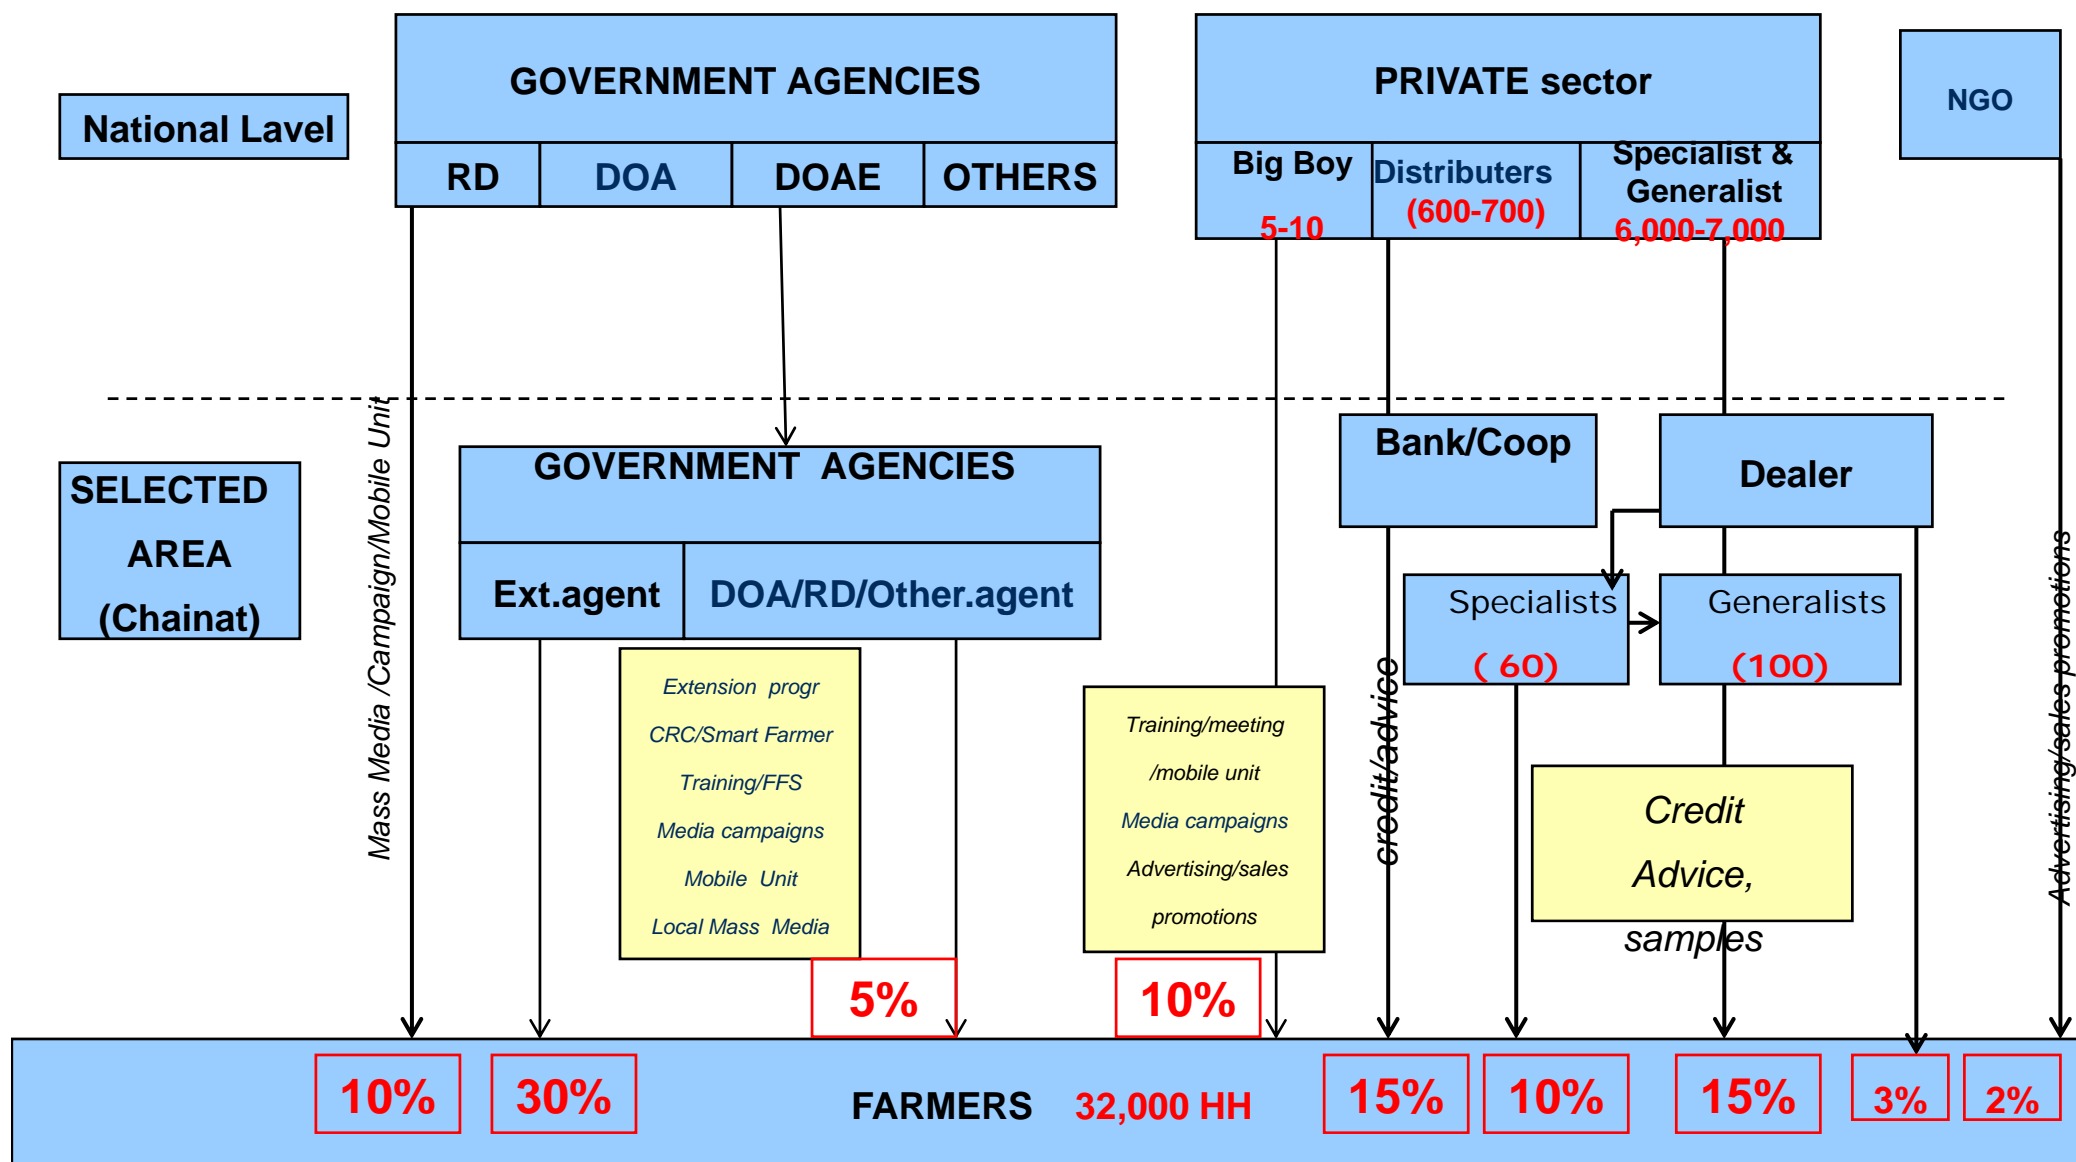 GOVERNMENT AGENCIES
PRIVATE sector
NGO
National Lavel
RD
DOA
DOAE
OTHERS
Big Boy
5-10
Distributers
(600-700)
Specialist &
Generalist
6,000-7,000
Mass Media /Campaign/Mobile Unit
SELECTED
AREA
(Chainat)
GOVERNMENT AGENCIES
Ext.agent
DOA/RD/Other.agent
Bank/Coop
Dealer
Specialists
( 60)
Generalists
(100)
Extension progr
CRC/Smart Farmer
Training/FFS
Media campaigns
Mobile Unit
Local Mass Media
Training/meeting
/mobile unit
Media campaigns
Advertising/sales
promotions
credit/advice
Credit
Advice,
samples
Advertising/sales promotions
5%
10%
10%
30%
FARMERS 32,000 HH
15%
10%
15%
3%
2%